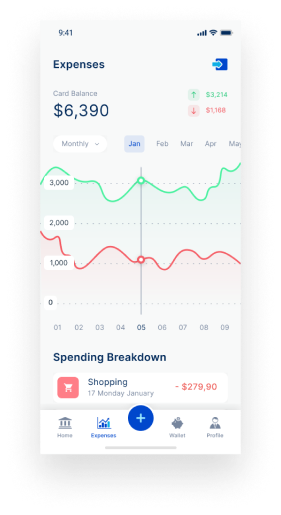 9:41
Expenses
Card Balance
$6,390
$3,214
$1,168
Monthly
Jan Feb Mar Apr May
3,000
2,000
1,000
0
01 02 03 04 05 06 07 08 09
Spending Breakdown
Shopping
17 Monday January
- $279,90
Home Expenses Wallet Profile